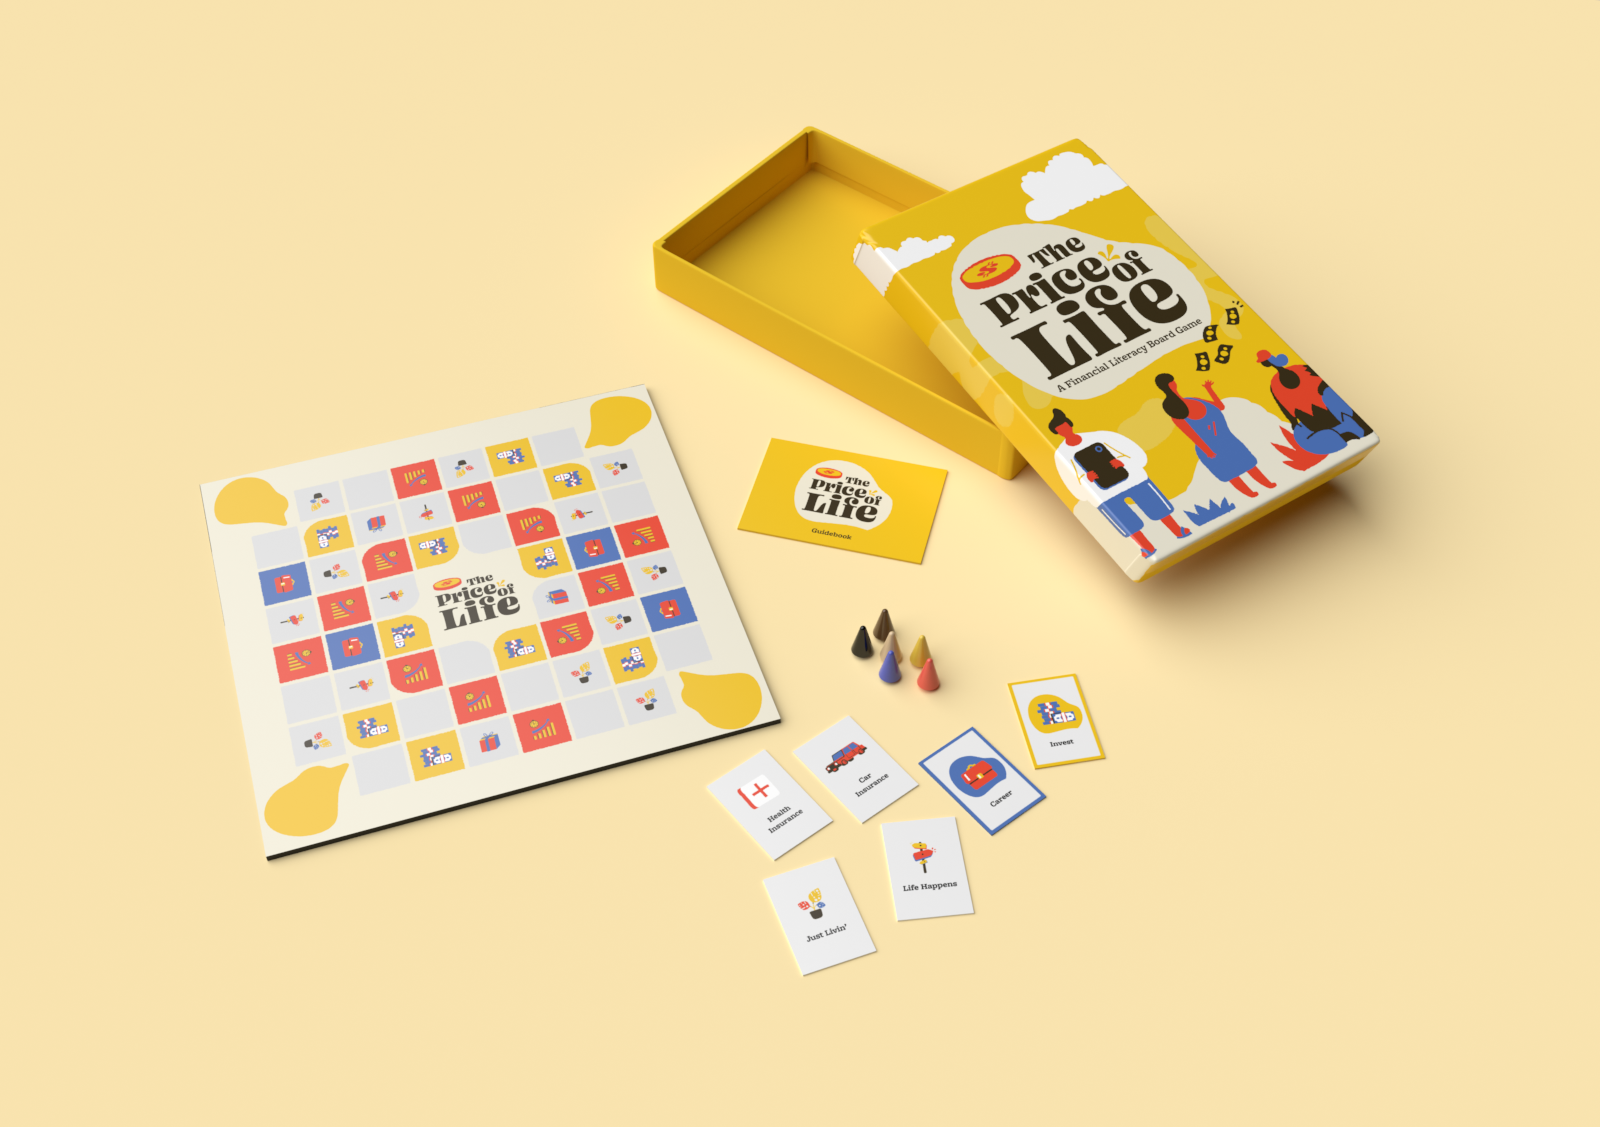 The
Price of
Life
A Financial Literacy Board Game
The
Price of
Life
Guidebook
The
Price of
Life
Invest
Car
Insurance
Health
Insurance
Career
Life Happens
Just Livin'